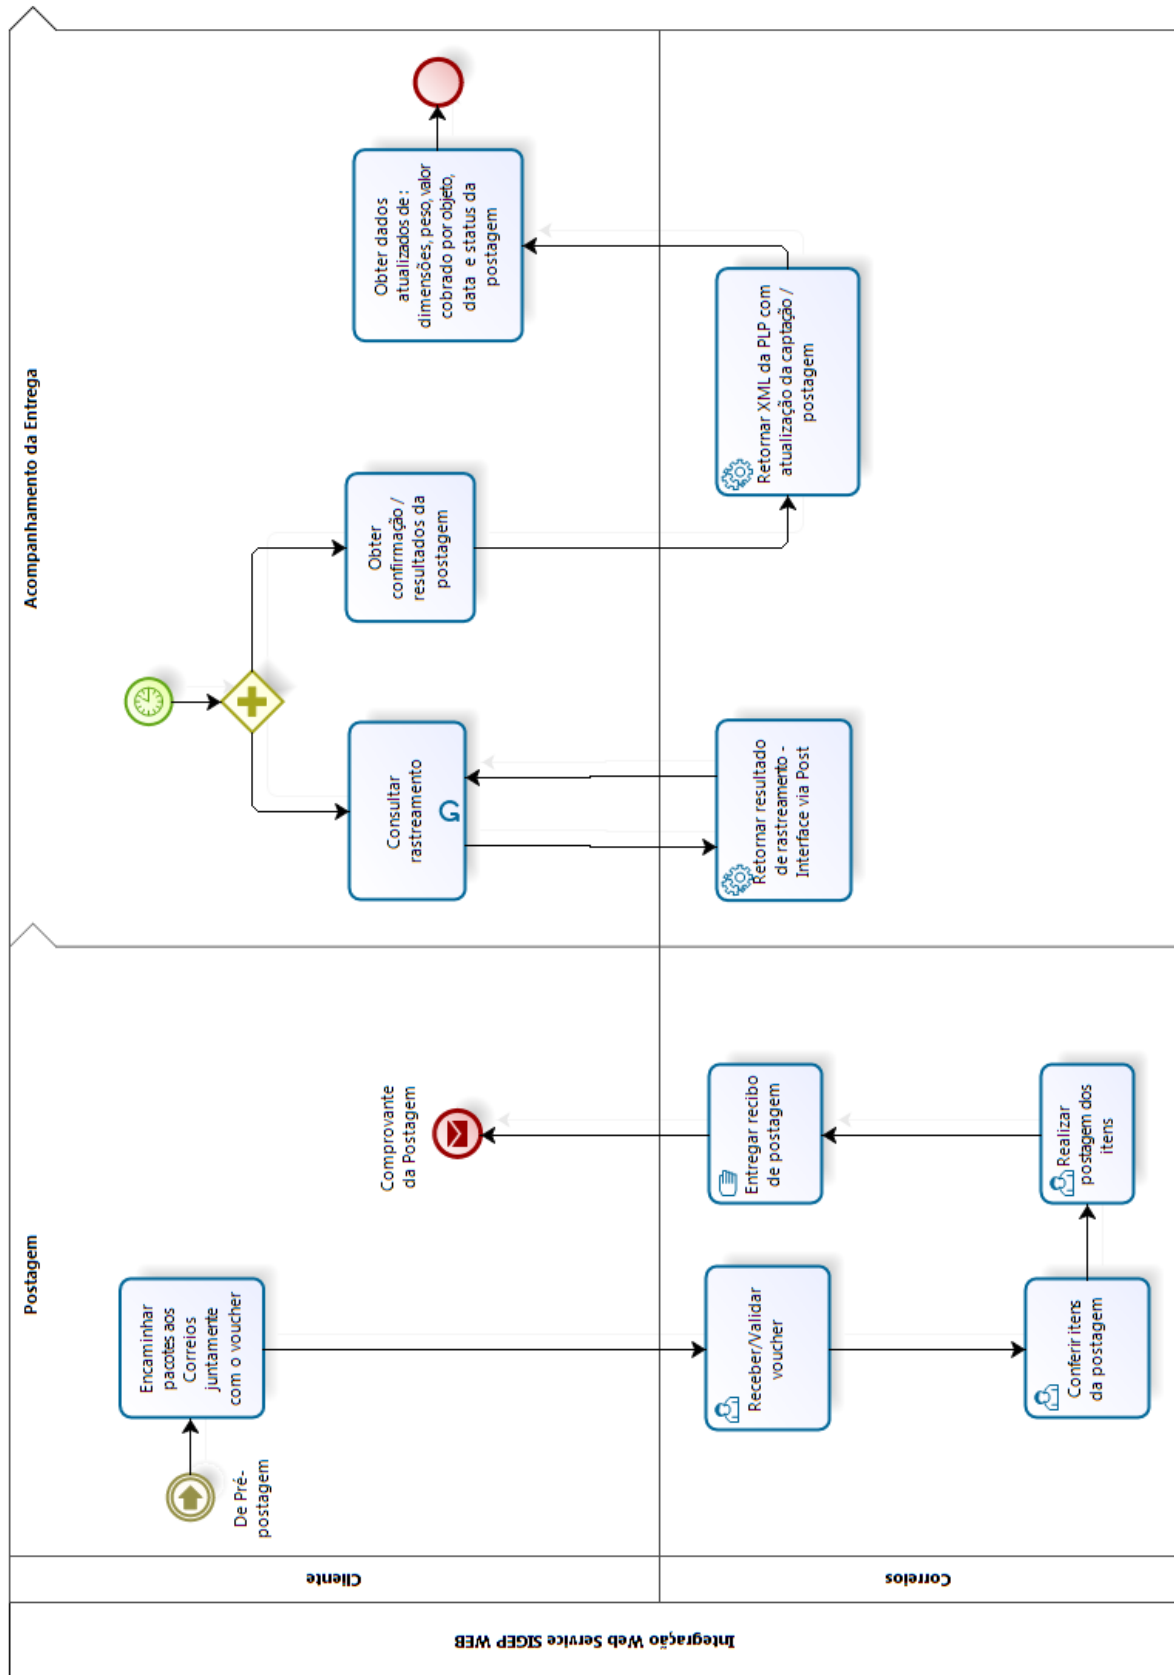 Integração Web Service SIGEP WEB
Cliente
Correios
Postagem
De Pré-
postagem
Encaminhar
pacotes aos
Correios
juntamente
com o voucher
Receber/Validar
voucher
Conferir itens
da postagem
Realizar
postagem dos
itens
Entregar recibo
de postagem
Comprovante
da Postagem
Acompanhamento da Entrega
Consultar
rastreamento
Retornar resultado
de rastreamento -
Interface via Post
Obter
confirmação /
resultados da
postagem
Retornar XML da PLP com
atualização da captação /
postagem
Obter dados
atualizados de :
dimensões, peso, valor
cobrado por objeto,
data e status da
postagem